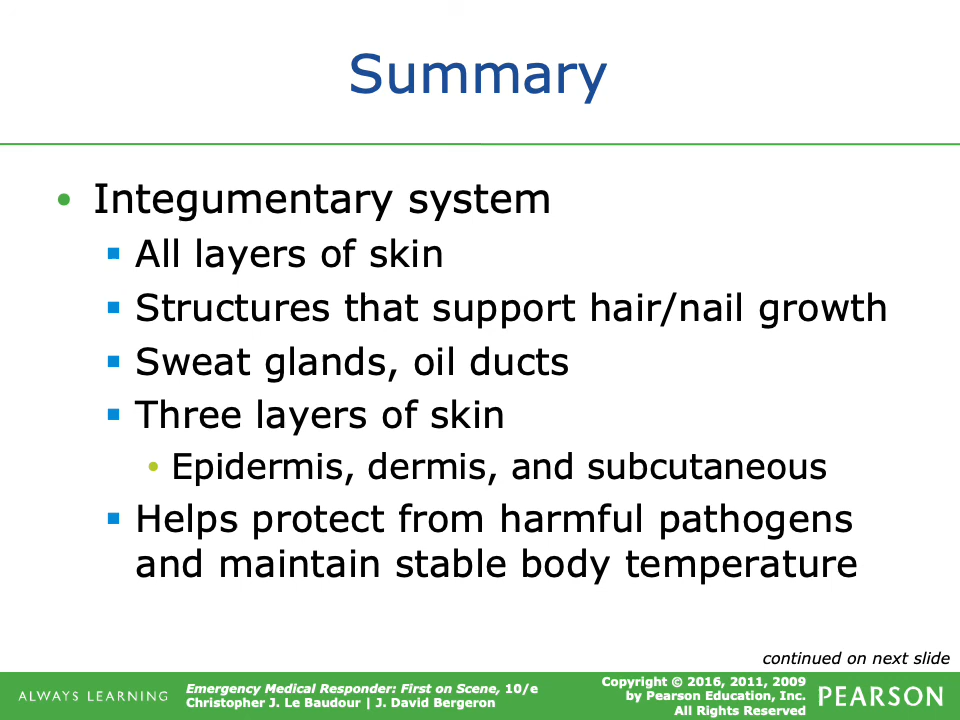 Summary
• Integumentary system
▪ All layers of skin
▪ Structures that support hair/nail growth
▪ Sweat glands, oil ducts
▪ Three layers of skin
• Epidermis, dermis, and subcutaneous
▪ Helps protect from harmful pathogens
and maintain stable body temperature
continued on next slide
ALWAYS LEARNING
Emergency Medical Responder: First on Scene, 10/e
Christopher J. Le Baudour | J. David Bergeron
Copyright © 2016, 2011, 2009
by Pearson Education, Inc.
All Rights Reserved
PEARSON